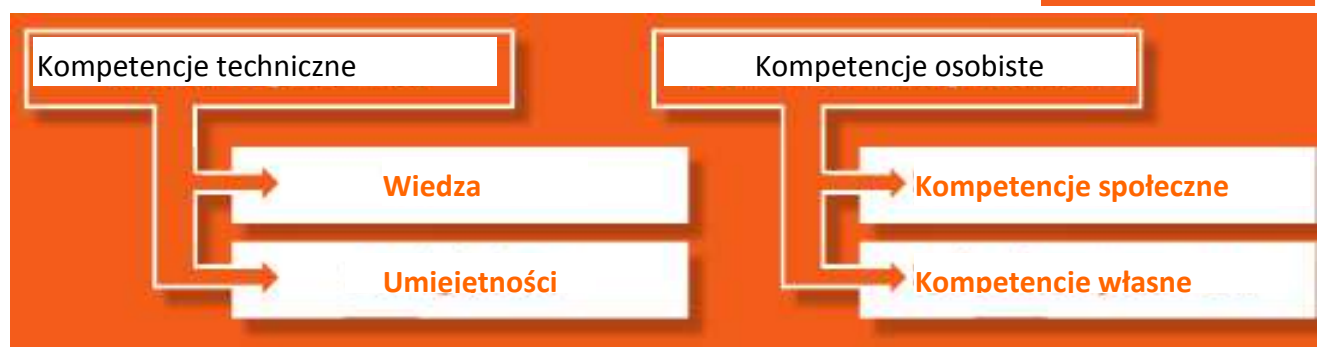 Kompetencje techniczne
Kompetencje osobiste
Wiedza
Kompetencje społeczne
Umiejętności
Kompetencje własne